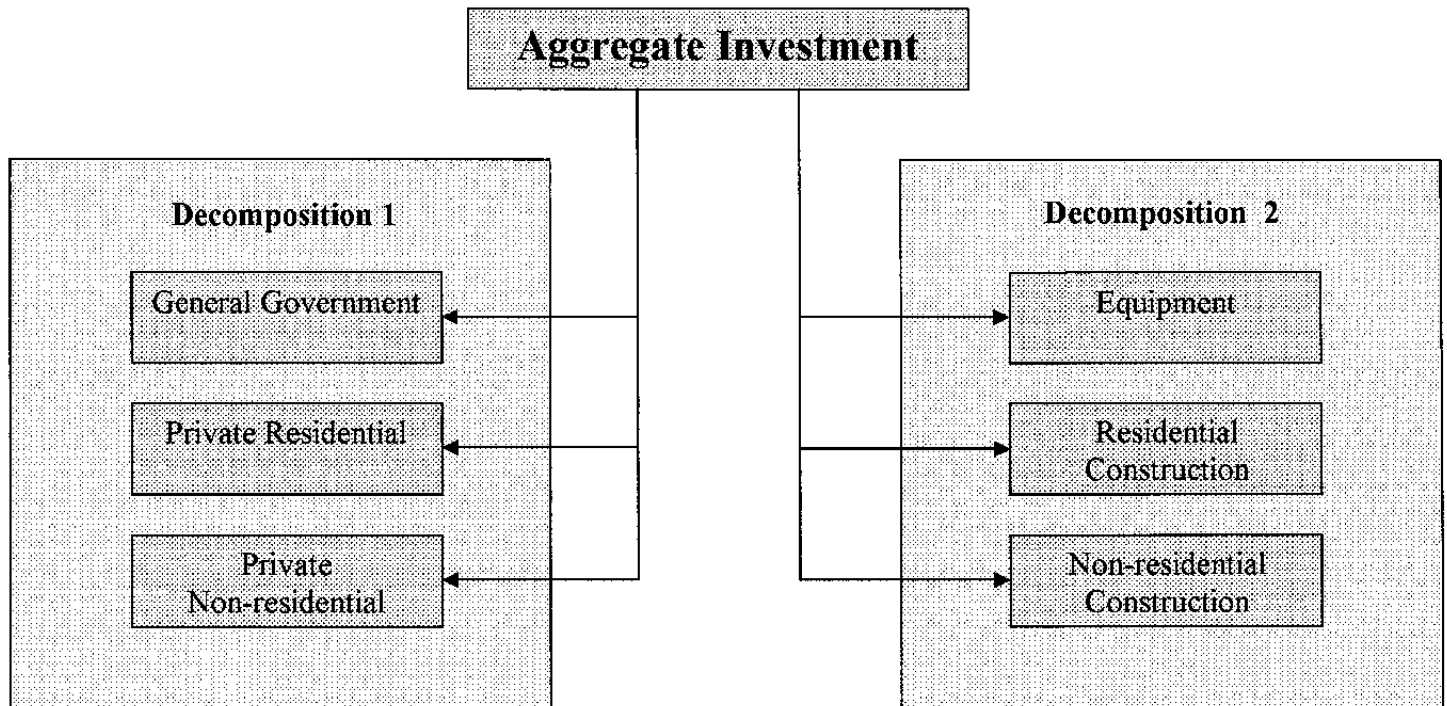 Aggregate Investment
Decomposition 1
General Government
Private Residential
Private
Non-residential
Decomposition 2
Equipment
Residential
Construction
Non-residential
Construction